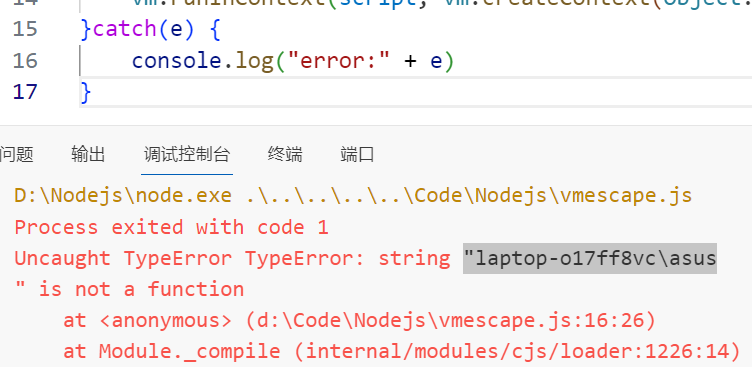 14 vm.runInContext(script, vm.createContext(Object.
15 }catch(e) {
16 console.log("error:" + e)
17 }
问题 输出 调试控制台 终端 端口
D:\Nodejs\node.exe .\..\..\..\..\Code\Nodejs\vmescape.js
Process exited with code 1
Uncaught TypeError TypeError: string "laptop-o17ff8vc\asus
" is not a function
at <anonymous> (d:\Code\Nodejs\vmescape.js:16:26)
at Module._compile (internal/modules/cjs/loader:1226:14)